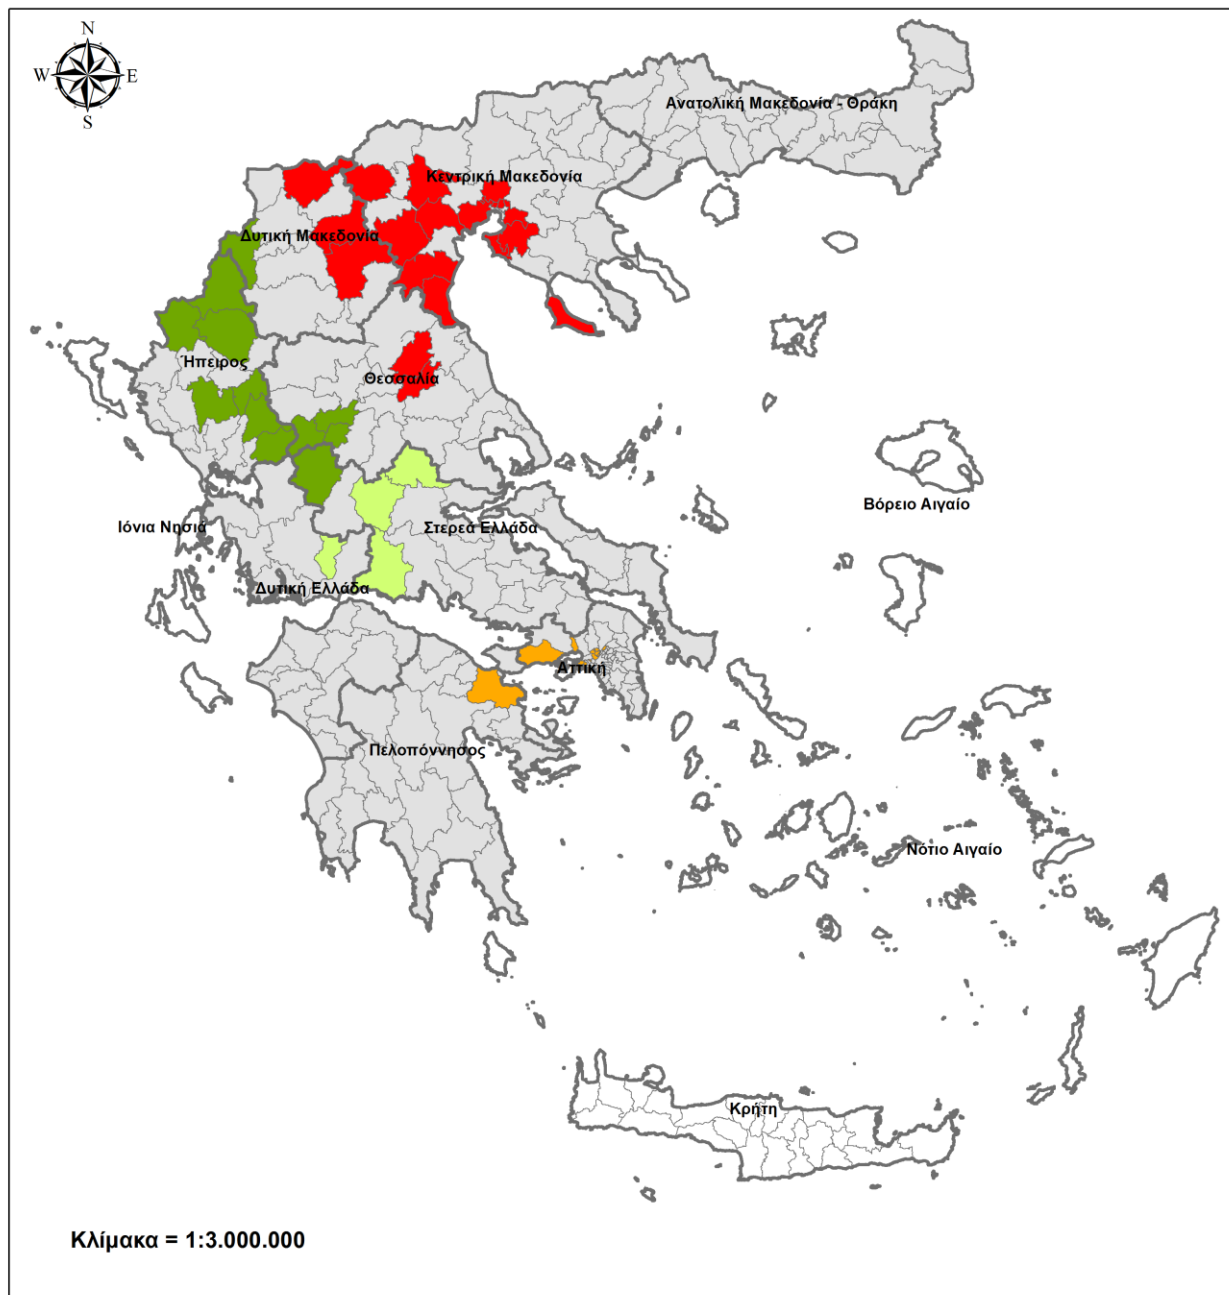 N
W E
S
Ανατολική Μακεδονία - Θράκη
Κεντρική Μακεδονία
Δυτική Μακεδονία
Ήπειρος
Θεσσαλία
Βόρειο Αιγαίο
Ιόνια Νησιά
Στερεά Ελλάδα
Δυτική Ελλάδα
Αττική
Πελοπόννησος
Νότιο Αιγαίο
Κρήτη
Κλίμακα = 1:3.000.000